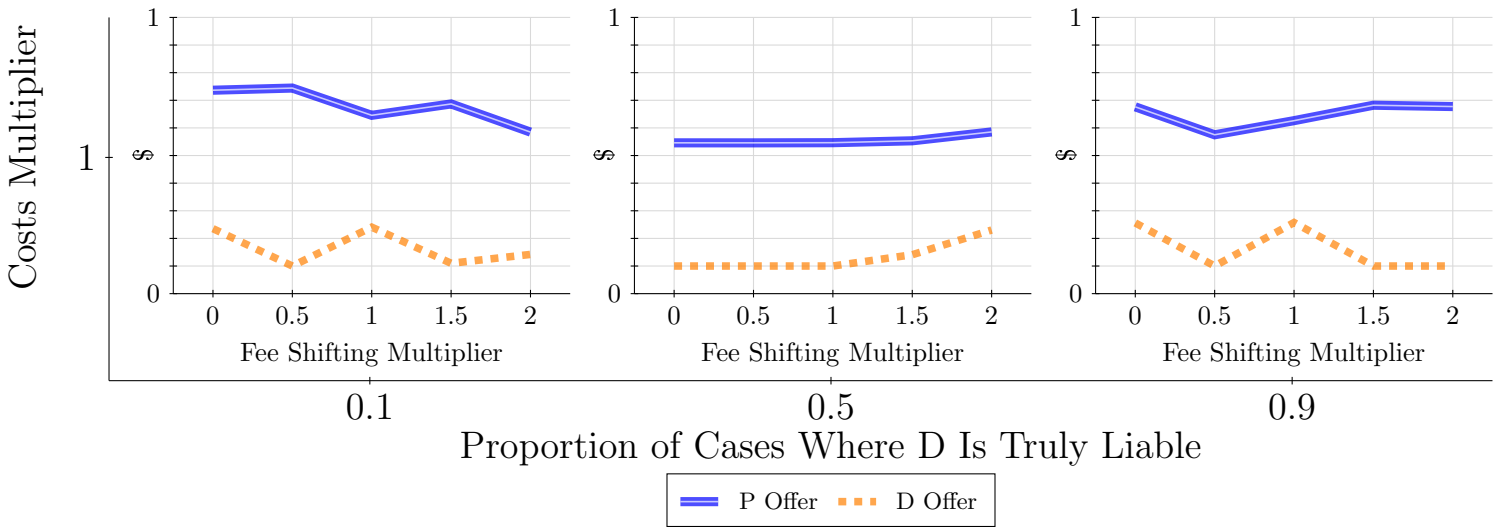 Costs Multiplier
1
1
$
0
0 0.5 1 1.5 2
Fee Shifting Multiplier
1
$
0
0 0.5 1 1.5 2
Fee Shifting Multiplier
1
$
0
0 0.5 1 1.5 2
Fee Shifting Multiplier
0.1 0.5 0.9
Proportion of Cases Where D Is Truly Liable
P Offer D Offer